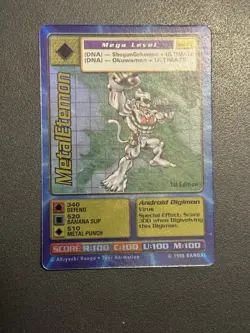 Mega Level
(DNA) — ShogunGekomon + ULTIMATE
(DNA) — Okuwamon + ULTIMATE
MetalEtemon
1st Edition
340
DEFEND
520
BANANA SLIP
510
METAL PUNCH
Android Digimon
Virus
Special Effect: Score
300 when Digivolving
this Digimon.
SCORE R:100 C:100 U:100 M:100
© Akiyoshi Hongo • Toei Animation
© 1999 BANDAI